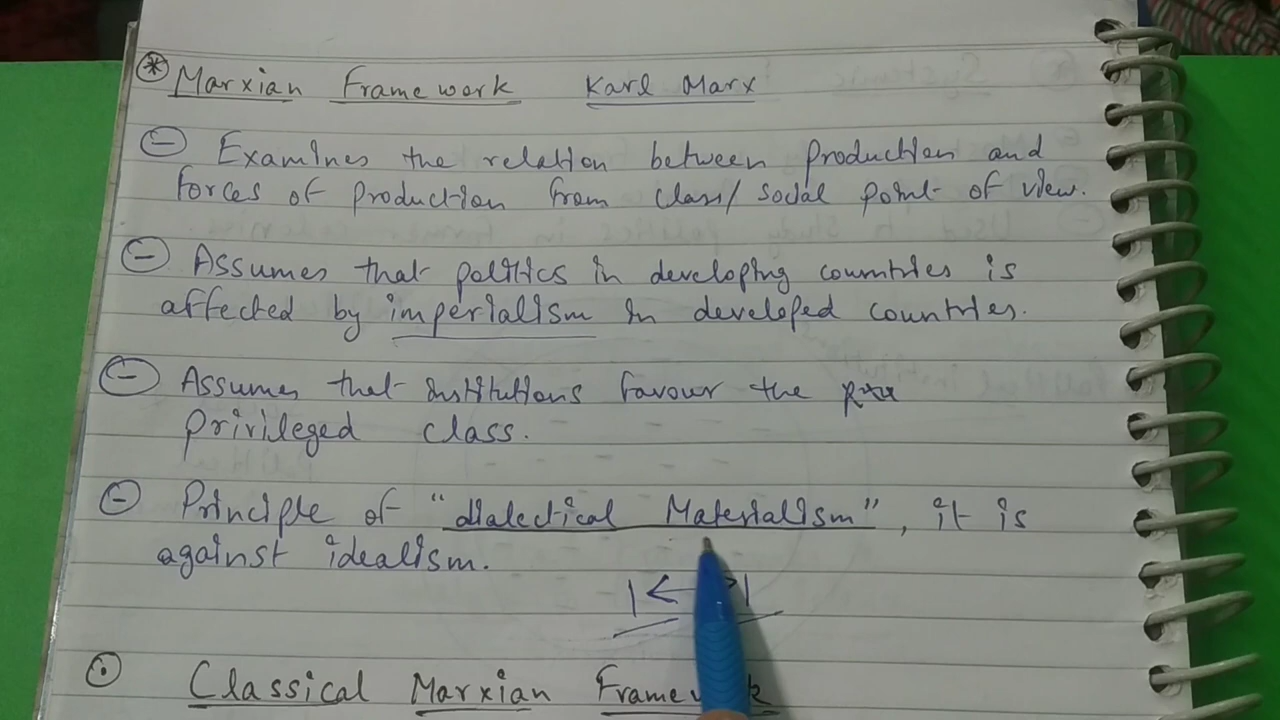 * Marxian Framework Karl Marx
- Examines the relation between production and
forces of production from class/social point of view.
- Assumes that politics in developing countries is
affected by imperialism in developed countries.
- Assumes that institutions favour the
privileged class.
- Principle of "dialectical Materialism", it is
against idealism.
Classical Marxian Framework